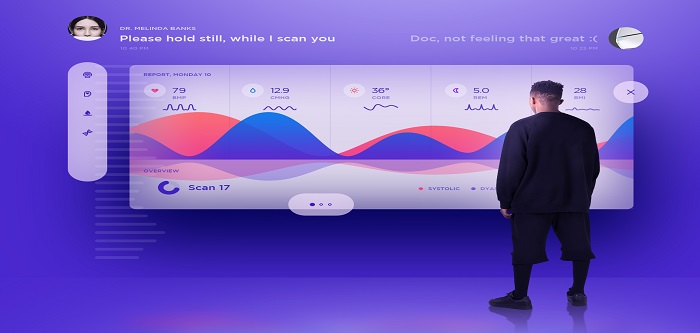 DR. MELINDA BANKS
Please hold still, while I scan you
10:40 PM
Doc, not feeling that great :(
10:33 PM
REPORT, MONDAY 10
79
BMP
12.9
CMHG
36°
CORE
5.0
REM
28
BMI
OVERVIEW
Scan 17
SYSTOLIC